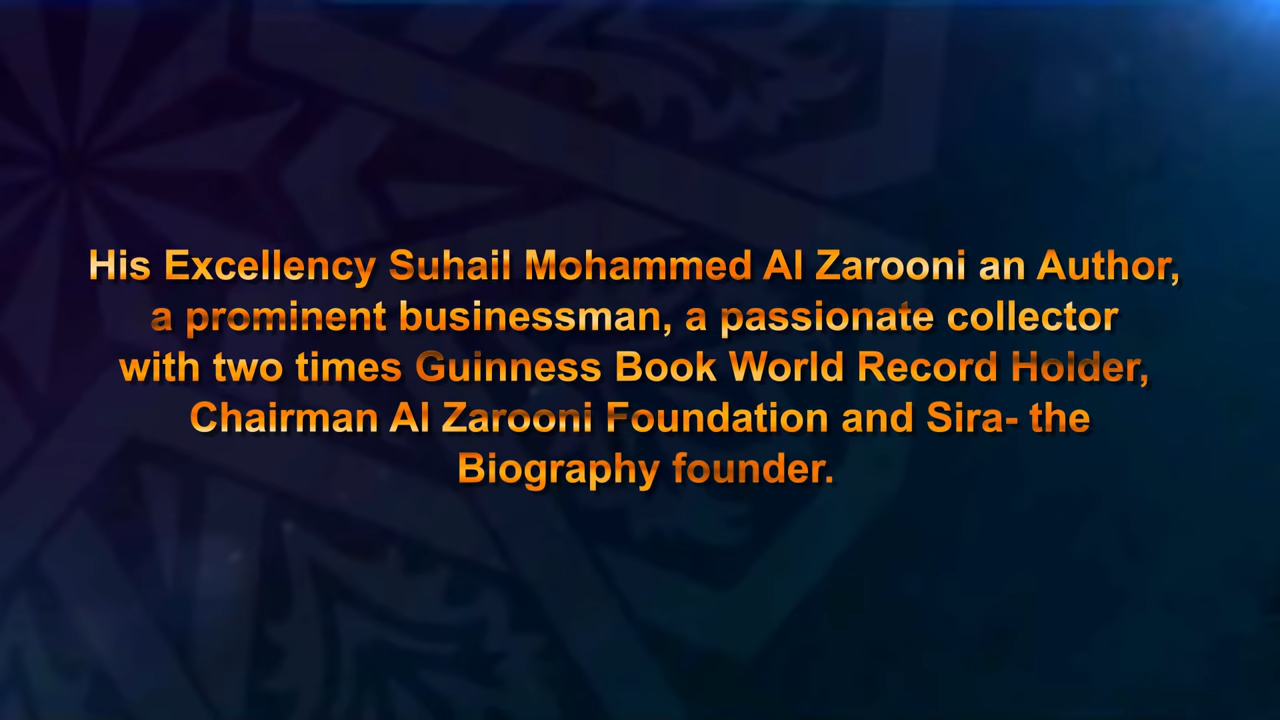 His Excellency Suhail Mohammed Al Zarooni an Author,
a prominent businessman, a passionate collector
with two times Guinness Book World Record Holder,
Chairman Al Zarooni Foundation and Sira- the
Biography founder.